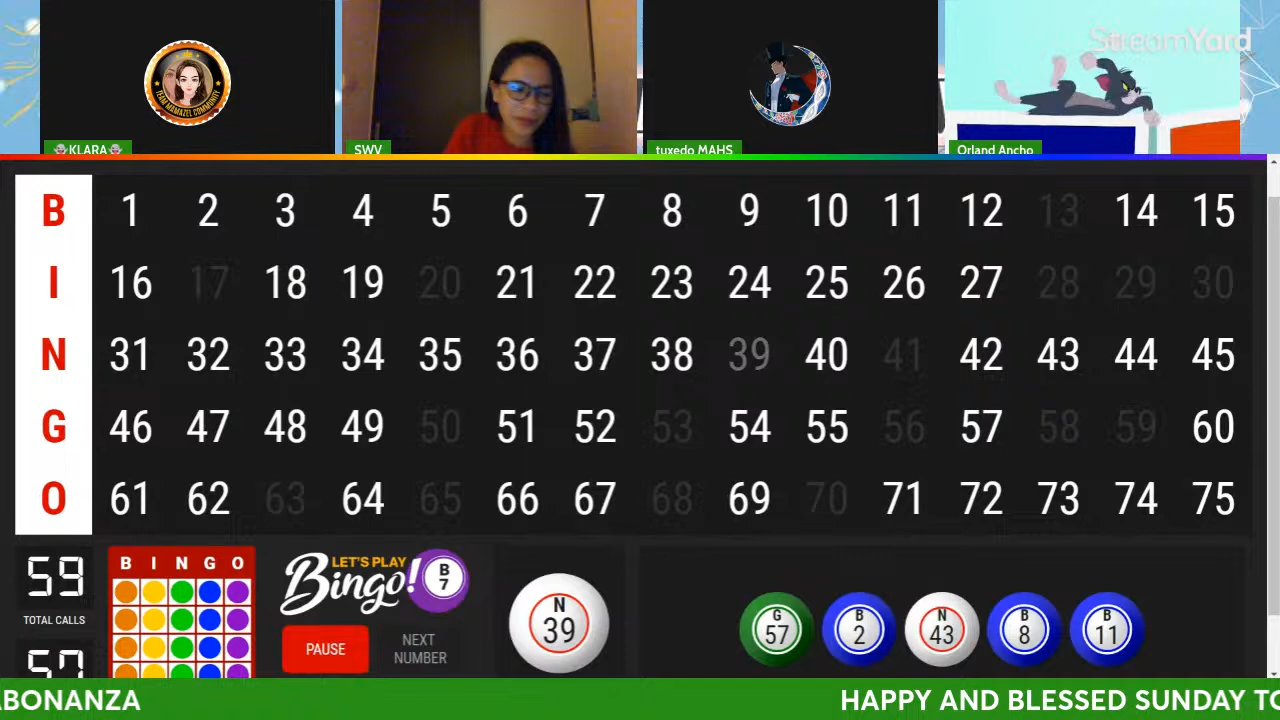 StreamYard
TEAM MAMAZEL COMMUNITY
KLARA
SWV
tuxedo MAHS
Orland Ancho
B 1 2 3 4 5 6 7 8 9 10 11 12 13 14 15
I 16 17 18 19 20 21 22 23 24 25 26 27 28 29 30
N 31 32 33 34 35 36 37 38 39 40 41 42 43 44 45
G 46 47 48 49 50 51 52 53 54 55 56 57 58 59 60
O 61 62 63 64 65 66 67 68 69 70 71 72 73 74 75
59
TOTAL CALLS
57
B I N G O
LET'S PLAY
Bingo!
B
7
PAUSE
NEXT
NUMBER
N
39
G
57
B
2
N
43
B
8
B
11
ABONANZA
HAPPY AND BLESSED SUNDAY TO